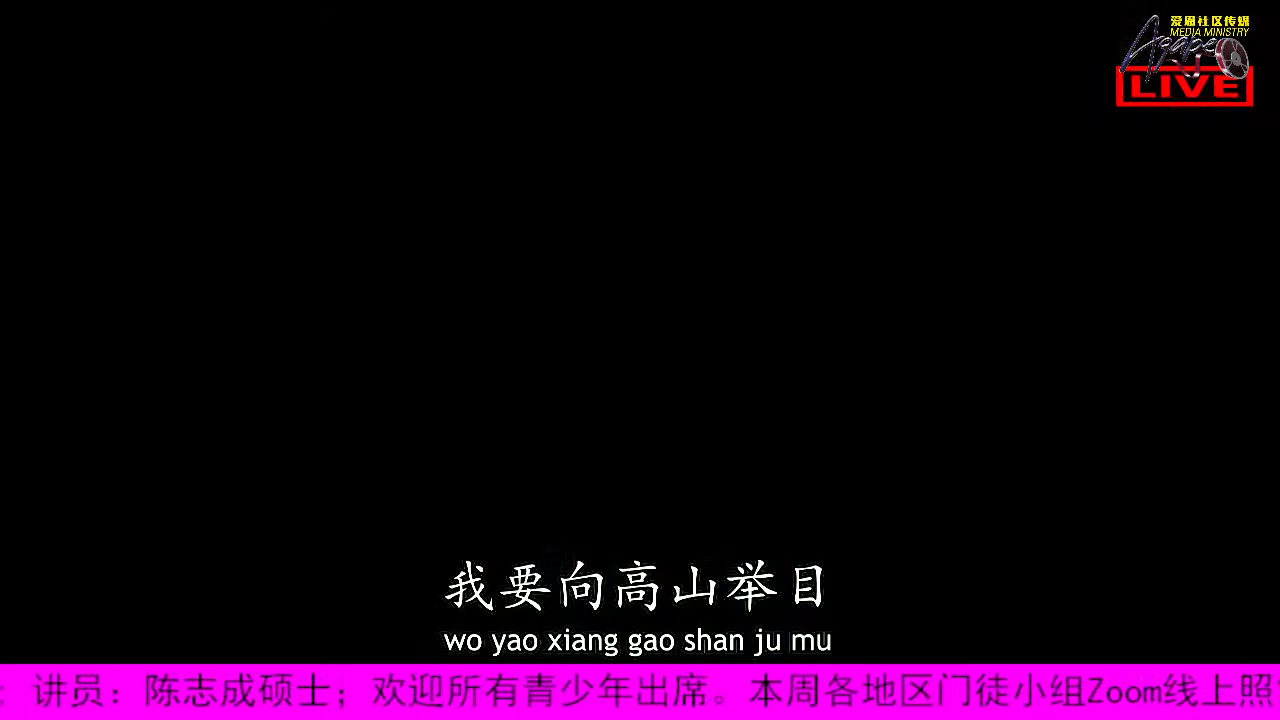 爱恩社区传媒
MEDIA MINISTRY
Agape
LIVE
我要向高山举目
wo yao xiang gao shan ju mu
： 讲员：陈志成硕士；欢迎所有青少年出席。本周各地区门徒小组Zoom线上照